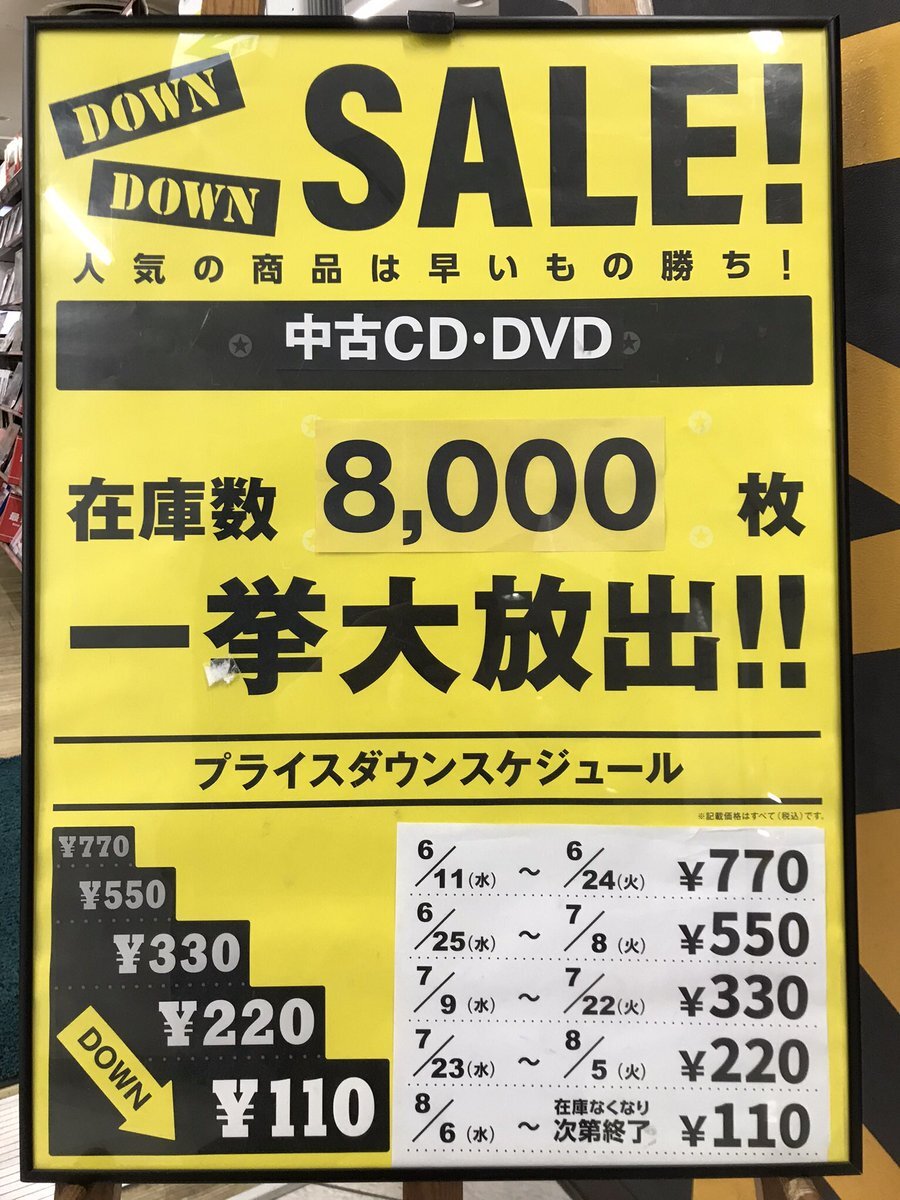 DOWN
DOWN
SALE!
人気の商品は早いもの勝ち!
中古CD・DVD
在庫数 8,000 枚
一挙大放出!!
プライスダウンスケジュール
※記載価格はすべて(税込)です。
¥770
¥550
¥330
¥220
¥110
DOWN
6/11(水) ~ 6/24(火) ¥770
6/25(水) ~ 7/8(火) ¥550
7/9(水) ~ 7/22(火) ¥330
7/23(水) ~ 8/5(火) ¥220
8/6(水) ~ 在庫なくなり次第終了 ¥110